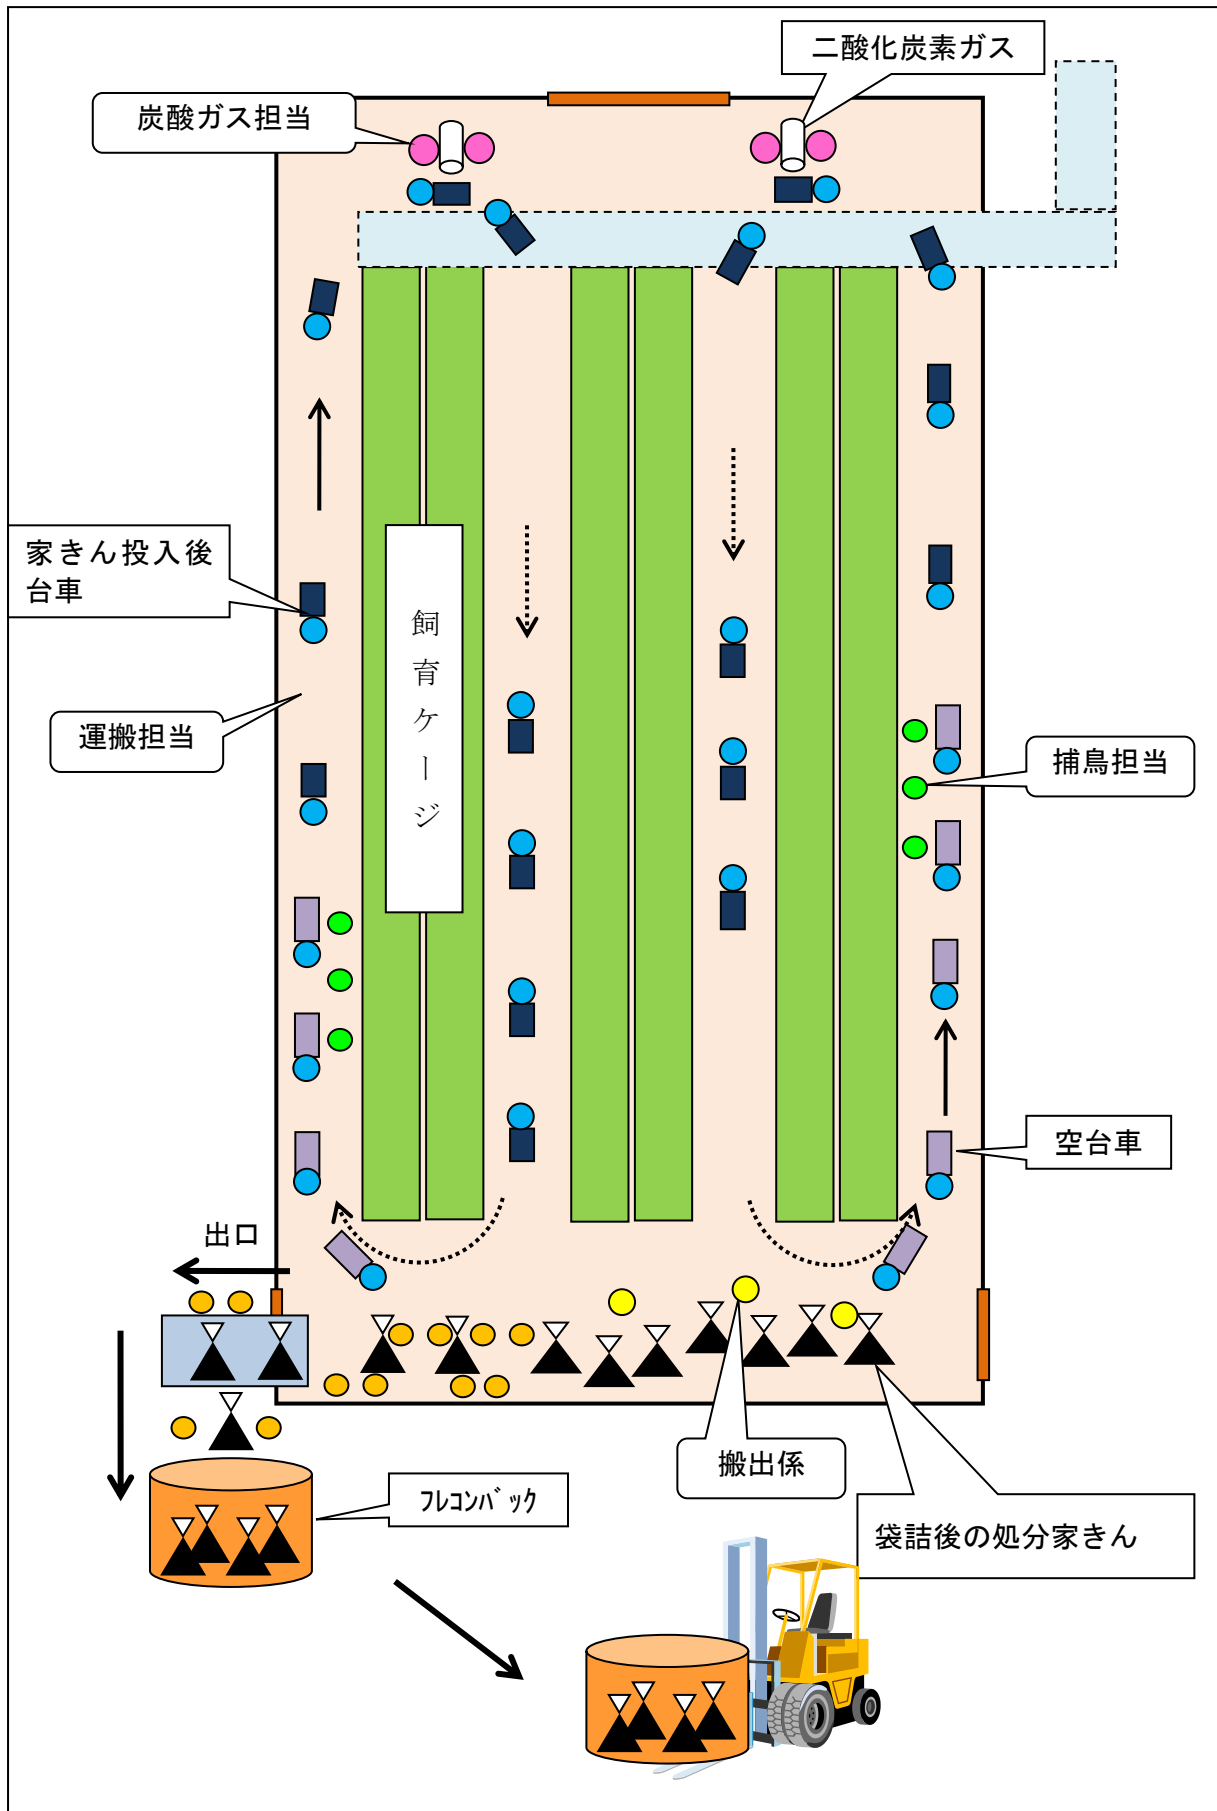 二酸化炭素ガス
炭酸ガス担当
家きん投入後
台車
飼育ケージ
運搬担当
捕鳥担当
空台車
出口
搬出係
ﾌﾚｺﾝﾊﾞｯｸ
袋詰後の処分家きん